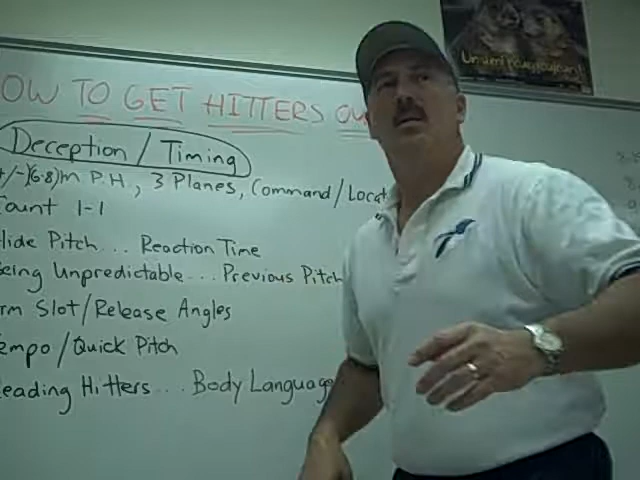 OW TO GET HITTERS OU
Deception / Timing
+/-)(6-8)m P.H., 3 Planes, Command/Locat
Count 1-1
lide Pitch... Reaction Time
eing Unpredictable... Previous Pitch
rm Slot/Release Angles
empo/Quick Pitch
eading Hitters... Body Language